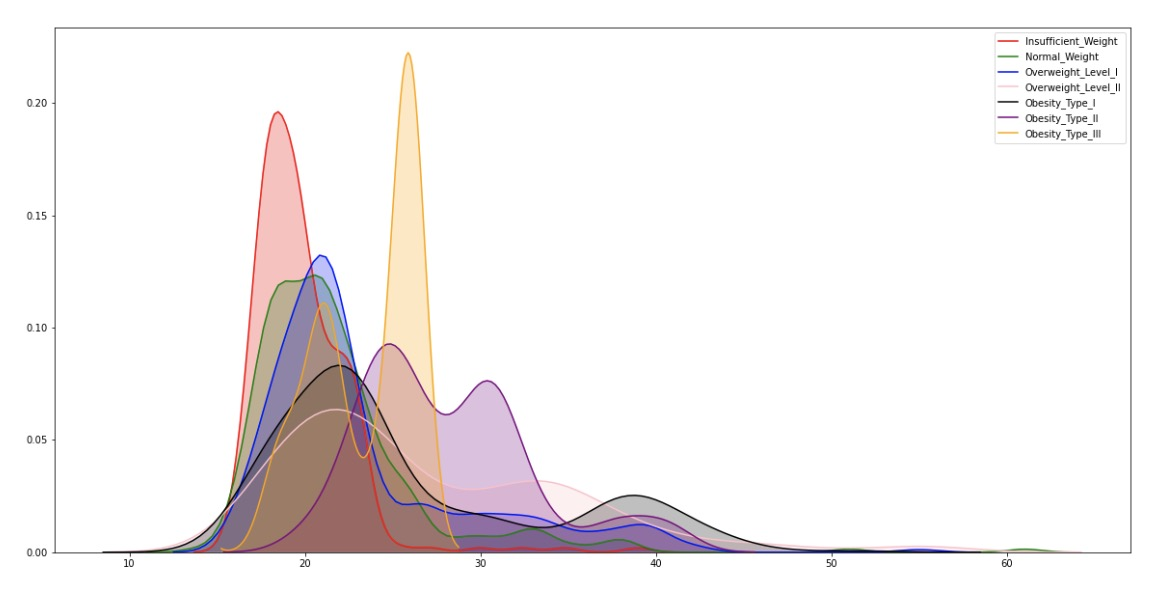 Insufficient_Weight
Normal_Weight
Overweight_Level_I
Overweight_Level_II
Obesity_Type_I
Obesity_Type_II
Obesity_Type_III
0.20
0.15
0.10
0.05
0.00
10 20 30 40 50 60